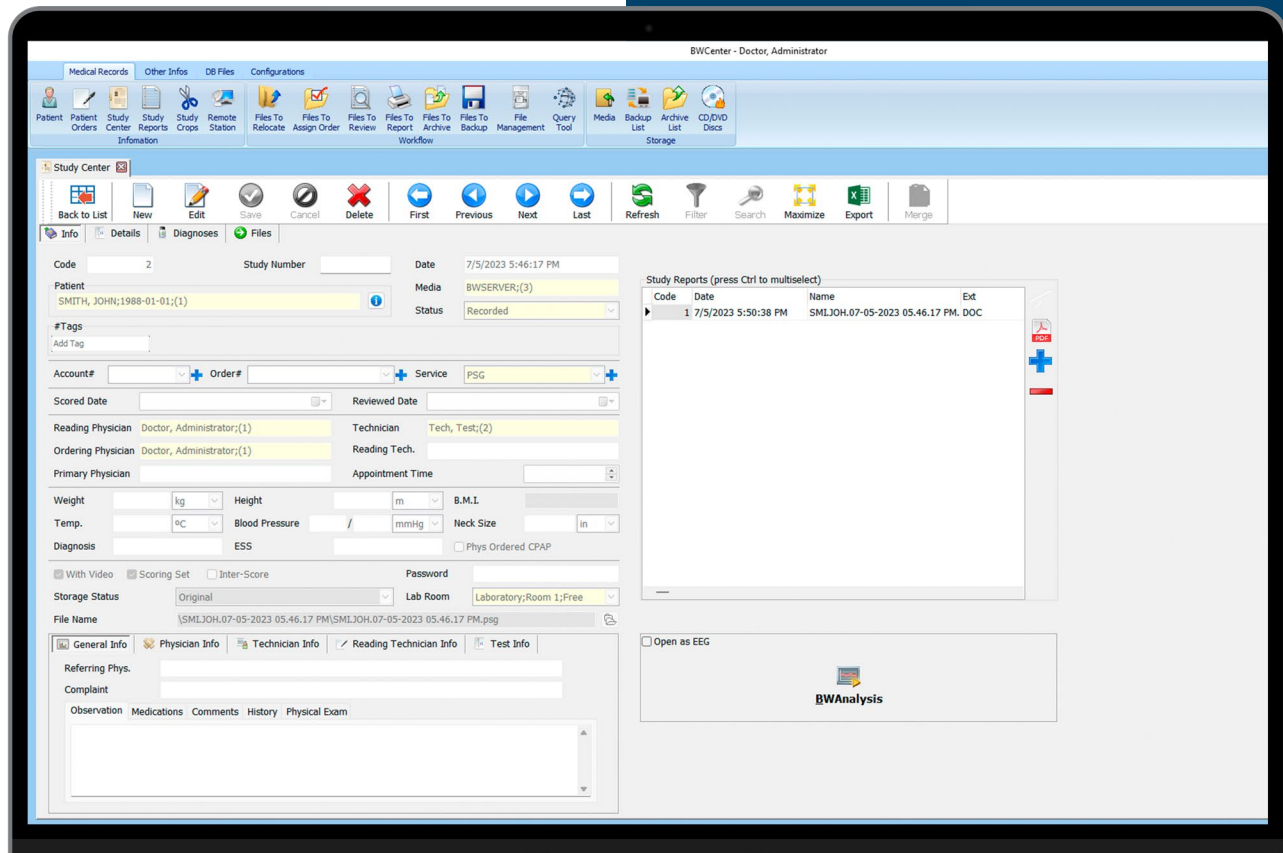 BWCenter - Doctor, Administrator
Medical Records Other Infos DB Files Configurations
Patient Patient Orders Study Center Study Reports Study Crops Remote Station Files To Relocate Files To Assign Order Files To Review Files To Report Files To Archive Files To Backup File Management Query Tool Media Backup List Archive List CD/DVD Discs
Infomation Workflow Storage
Study Center
Back to List New Edit Save Cancel Delete First Previous Next Last Refresh Filter Search Maximize Export Merge
Info Details Diagnoses Files
Code 2 Study Number Date 7/5/2023 5:46:17 PM
Patient
SMITH, JOHN;1988-01-01;(1)
Media BWSERVER;(3)
Status Recorded
#Tags
Add Tag
Account# Order# Service PSG
Scored Date Reviewed Date
Reading Physician Doctor, Administrator;(1) Technician Tech, Test;(2)
Ordering Physician Doctor, Administrator;(1) Reading Tech.
Primary Physician Appointment Time
Weight kg Height m B.M.I.
Temp. ºC Blood Pressure / mmHg Neck Size in
Diagnosis ESS Phys Ordered CPAP
With Video Scoring Set Inter-Score Password
Storage Status Original Lab Room Laboratory;Room 1;Free
File Name \SMI.JOH.07-05-2023 05.46.17 PM\SMI.JOH.07-05-2023 05.46.17 PM.psg
General Info Physician Info Technician Info Reading Technician Info Test Info
Referring Phys.
Complaint
Observation Medications Comments History Physical Exam
Study Reports (press Ctrl to multiselect)
Code Date Name Ext
1 7/5/2023 5:50:38 PM SMI.JOH.07-05-2023 05.46.17 PM. DOC
PDF
Open as EEG
BWAnalysis